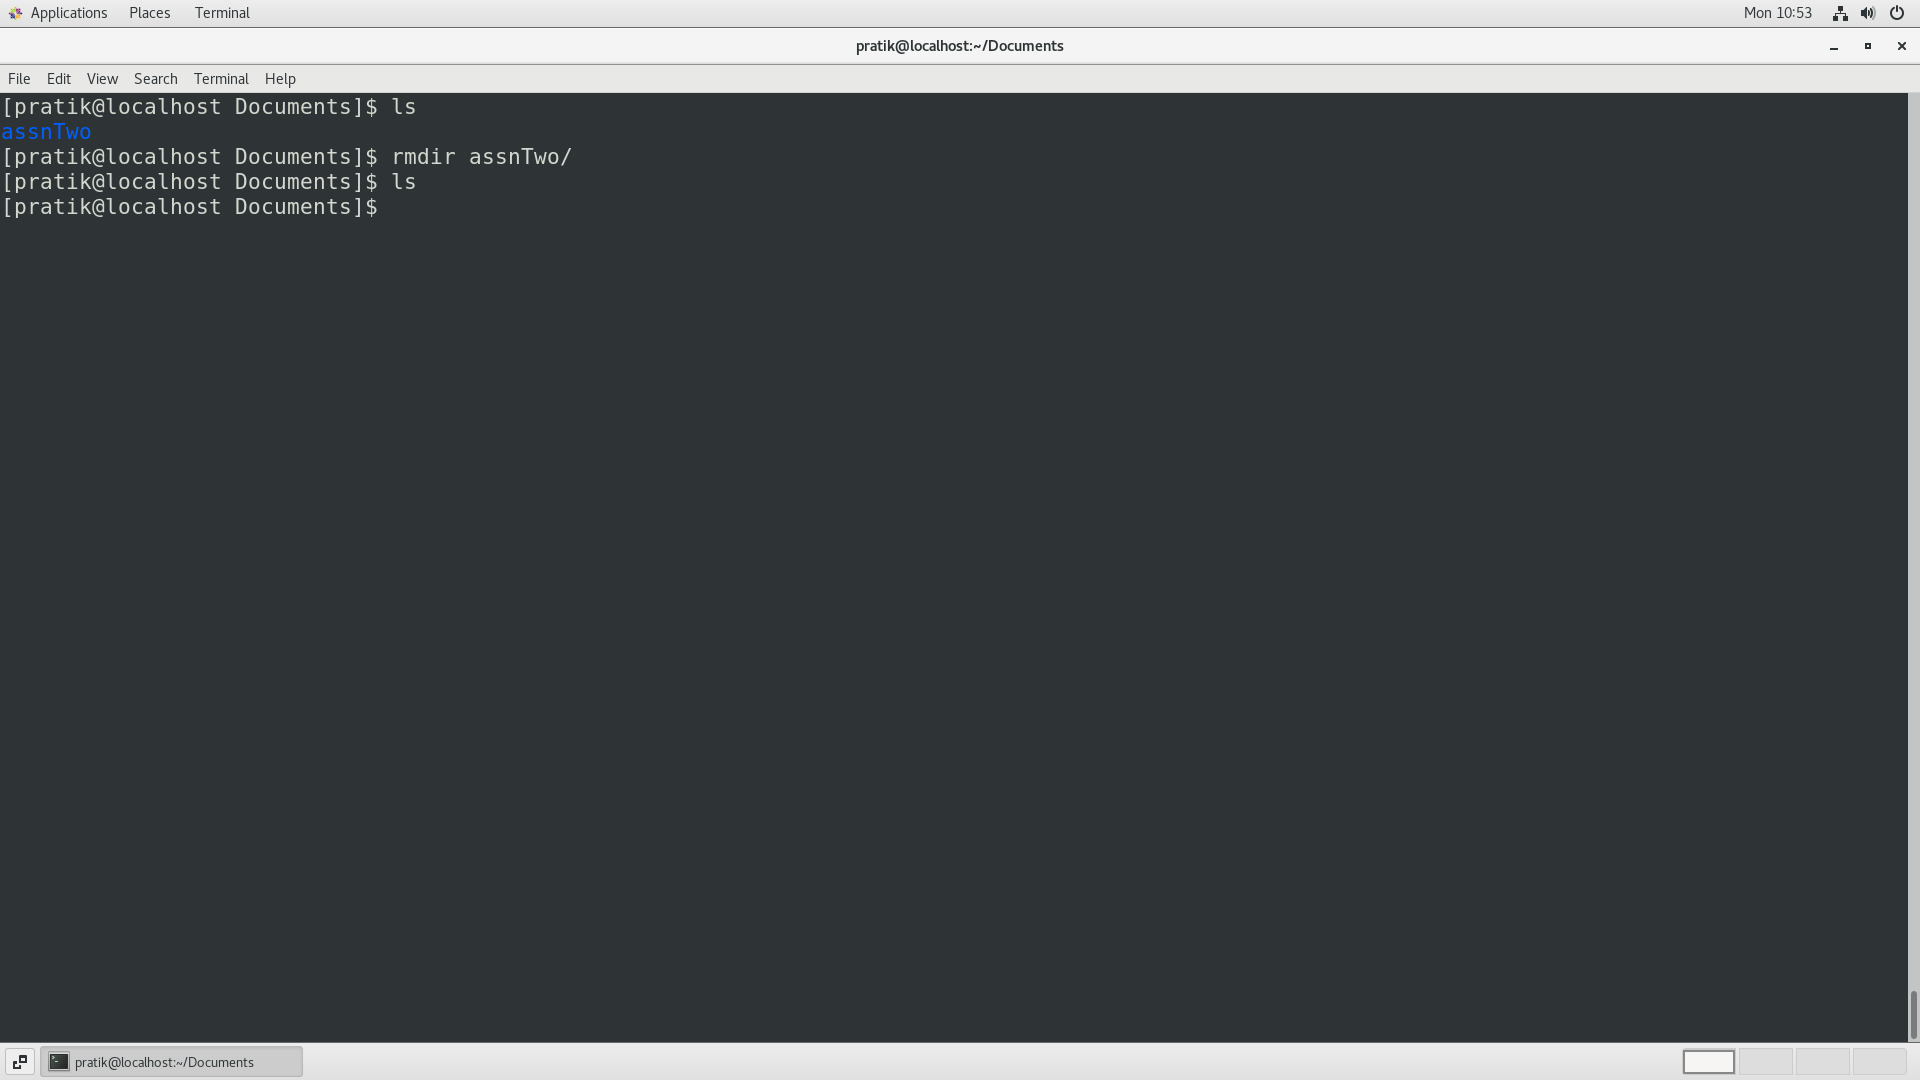 Applications Places Terminal Mon 10:53
pratik@localhost:~/Documents
File Edit View Search Terminal Help
[pratik@localhost Documents]$ ls
assnTwo
[pratik@localhost Documents]$ rmdir assnTwo/
[pratik@localhost Documents]$ ls
[pratik@localhost Documents]$
pratik@localhost:~/Documents